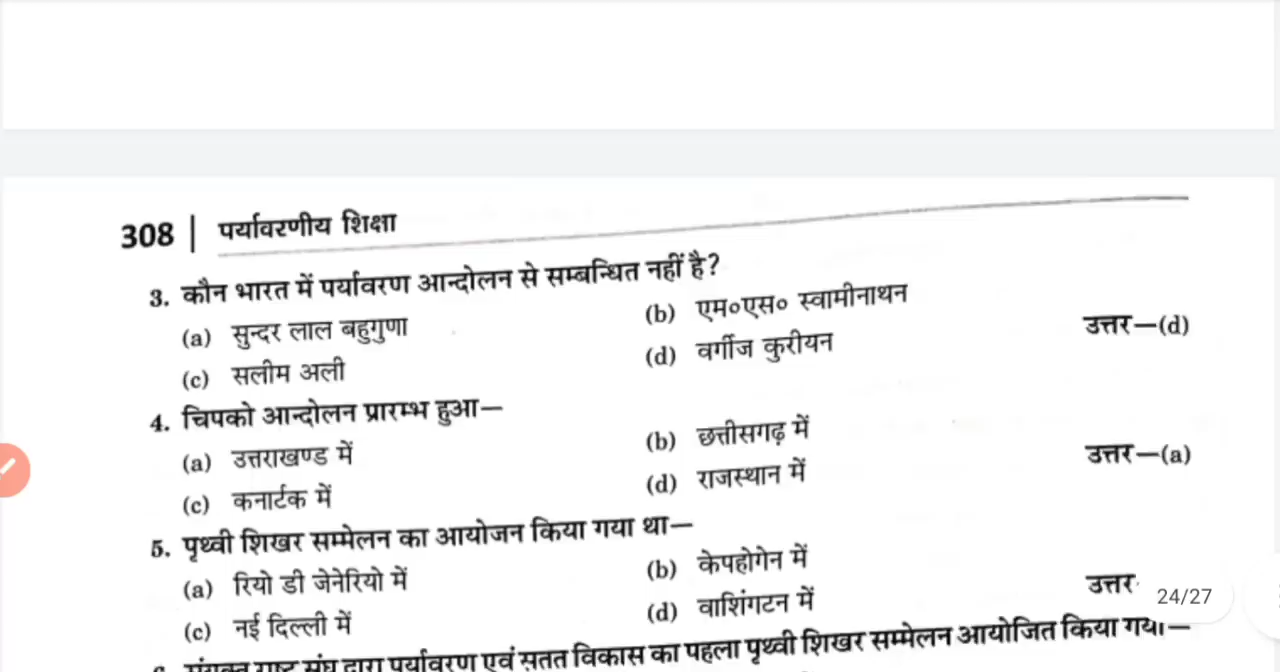 308 | पर्यावरणीय शिक्षा
3. कौन भारत में पर्यावरण आन्दोलन से सम्बन्धित नहीं है?
(a) सुन्दर लाल बहुगुणा (b) एम०एस० स्वामीनाथन
(c) सलीम अली (d) वर्गीज कुरीयन उत्तर—(d)
4. चिपको आन्दोलन प्रारम्भ हुआ—
(a) उत्तराखण्ड में (b) छत्तीसगढ़ में
(c) कनार्टक में (d) राजस्थान में उत्तर—(a)
5. पृथ्वी शिखर सम्मेलन का आयोजन किया गया था—
(a) रियो डी जेनेरियो में (b) केपहोगेन में
(c) नई दिल्ली में (d) वाशिंगटन में उत्तर
24/27
द्वारा पर्यावरण एवं सतत विकास का पहला पृथ्वी शिखर सम्मेलन आयोजित किया गया—